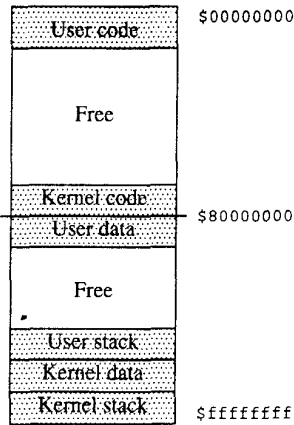 $00000000
User code
Free
Kernel code
$80000000
User data
Free
User stack
Kernel data
Kernel stack
$ffffffff